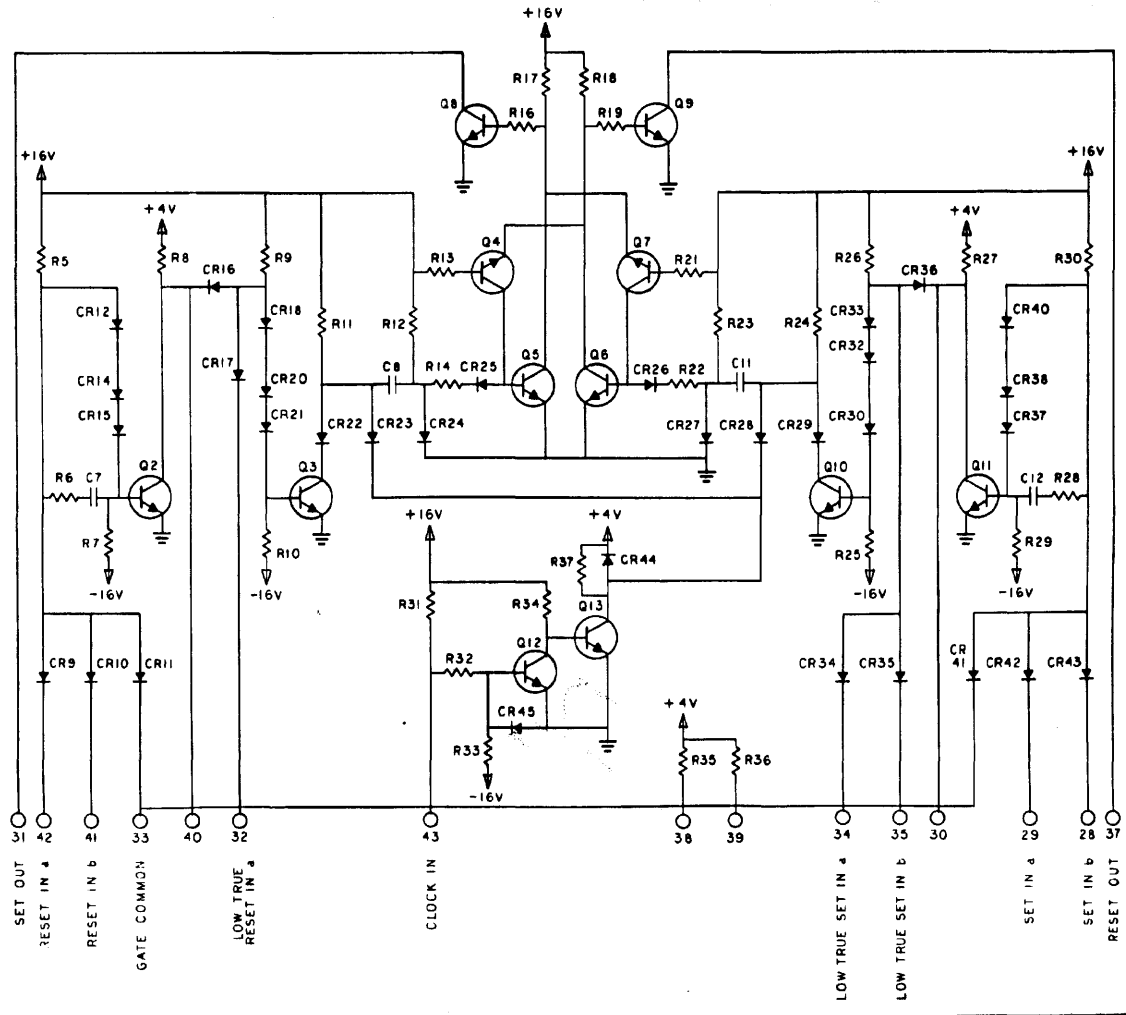 +16V
R17
R18
Q8
R16
R19
Q9
+16V
+16V
+4V
+4V
R5
R8
R9
Q4
Q7
R13
R21
R26
R27
R30
CR16
CR36
CR12
CR18
R11
R12
R23
R24
CR33
CR40
CR32
CR17
C8
R14
CR25
Q5
Q6
CR26
R22
C11
CR14
CR20
CR38
CR15
CR21
CR22
CR23
CR24
CR27
CR28
CR29
CR30
CR37
Q2
Q3
Q10
Q11
R6
C7
C12
R28
+16V
+4V
R7
R10
R37
CR44
R25
R29
-16V
-16V
-16V
-16V
R31
R34
Q13
Q12
R32
CR9
CR10
CR11
CR34
CR35
CR
41
CR42
CR43
CR45
+4V
R33
R35
R36
-16V
31
42
41
33
40
32
43
38
39
34
35
30
29
28
37
SET OUT
RESET IN a
RESET IN b
GATE COMMON
LOW TRUE
RESET IN a
CLOCK IN
LOW TRUE SET IN a
LOW TRUE SET IN b
SET IN a
SET IN b
RESET OUT